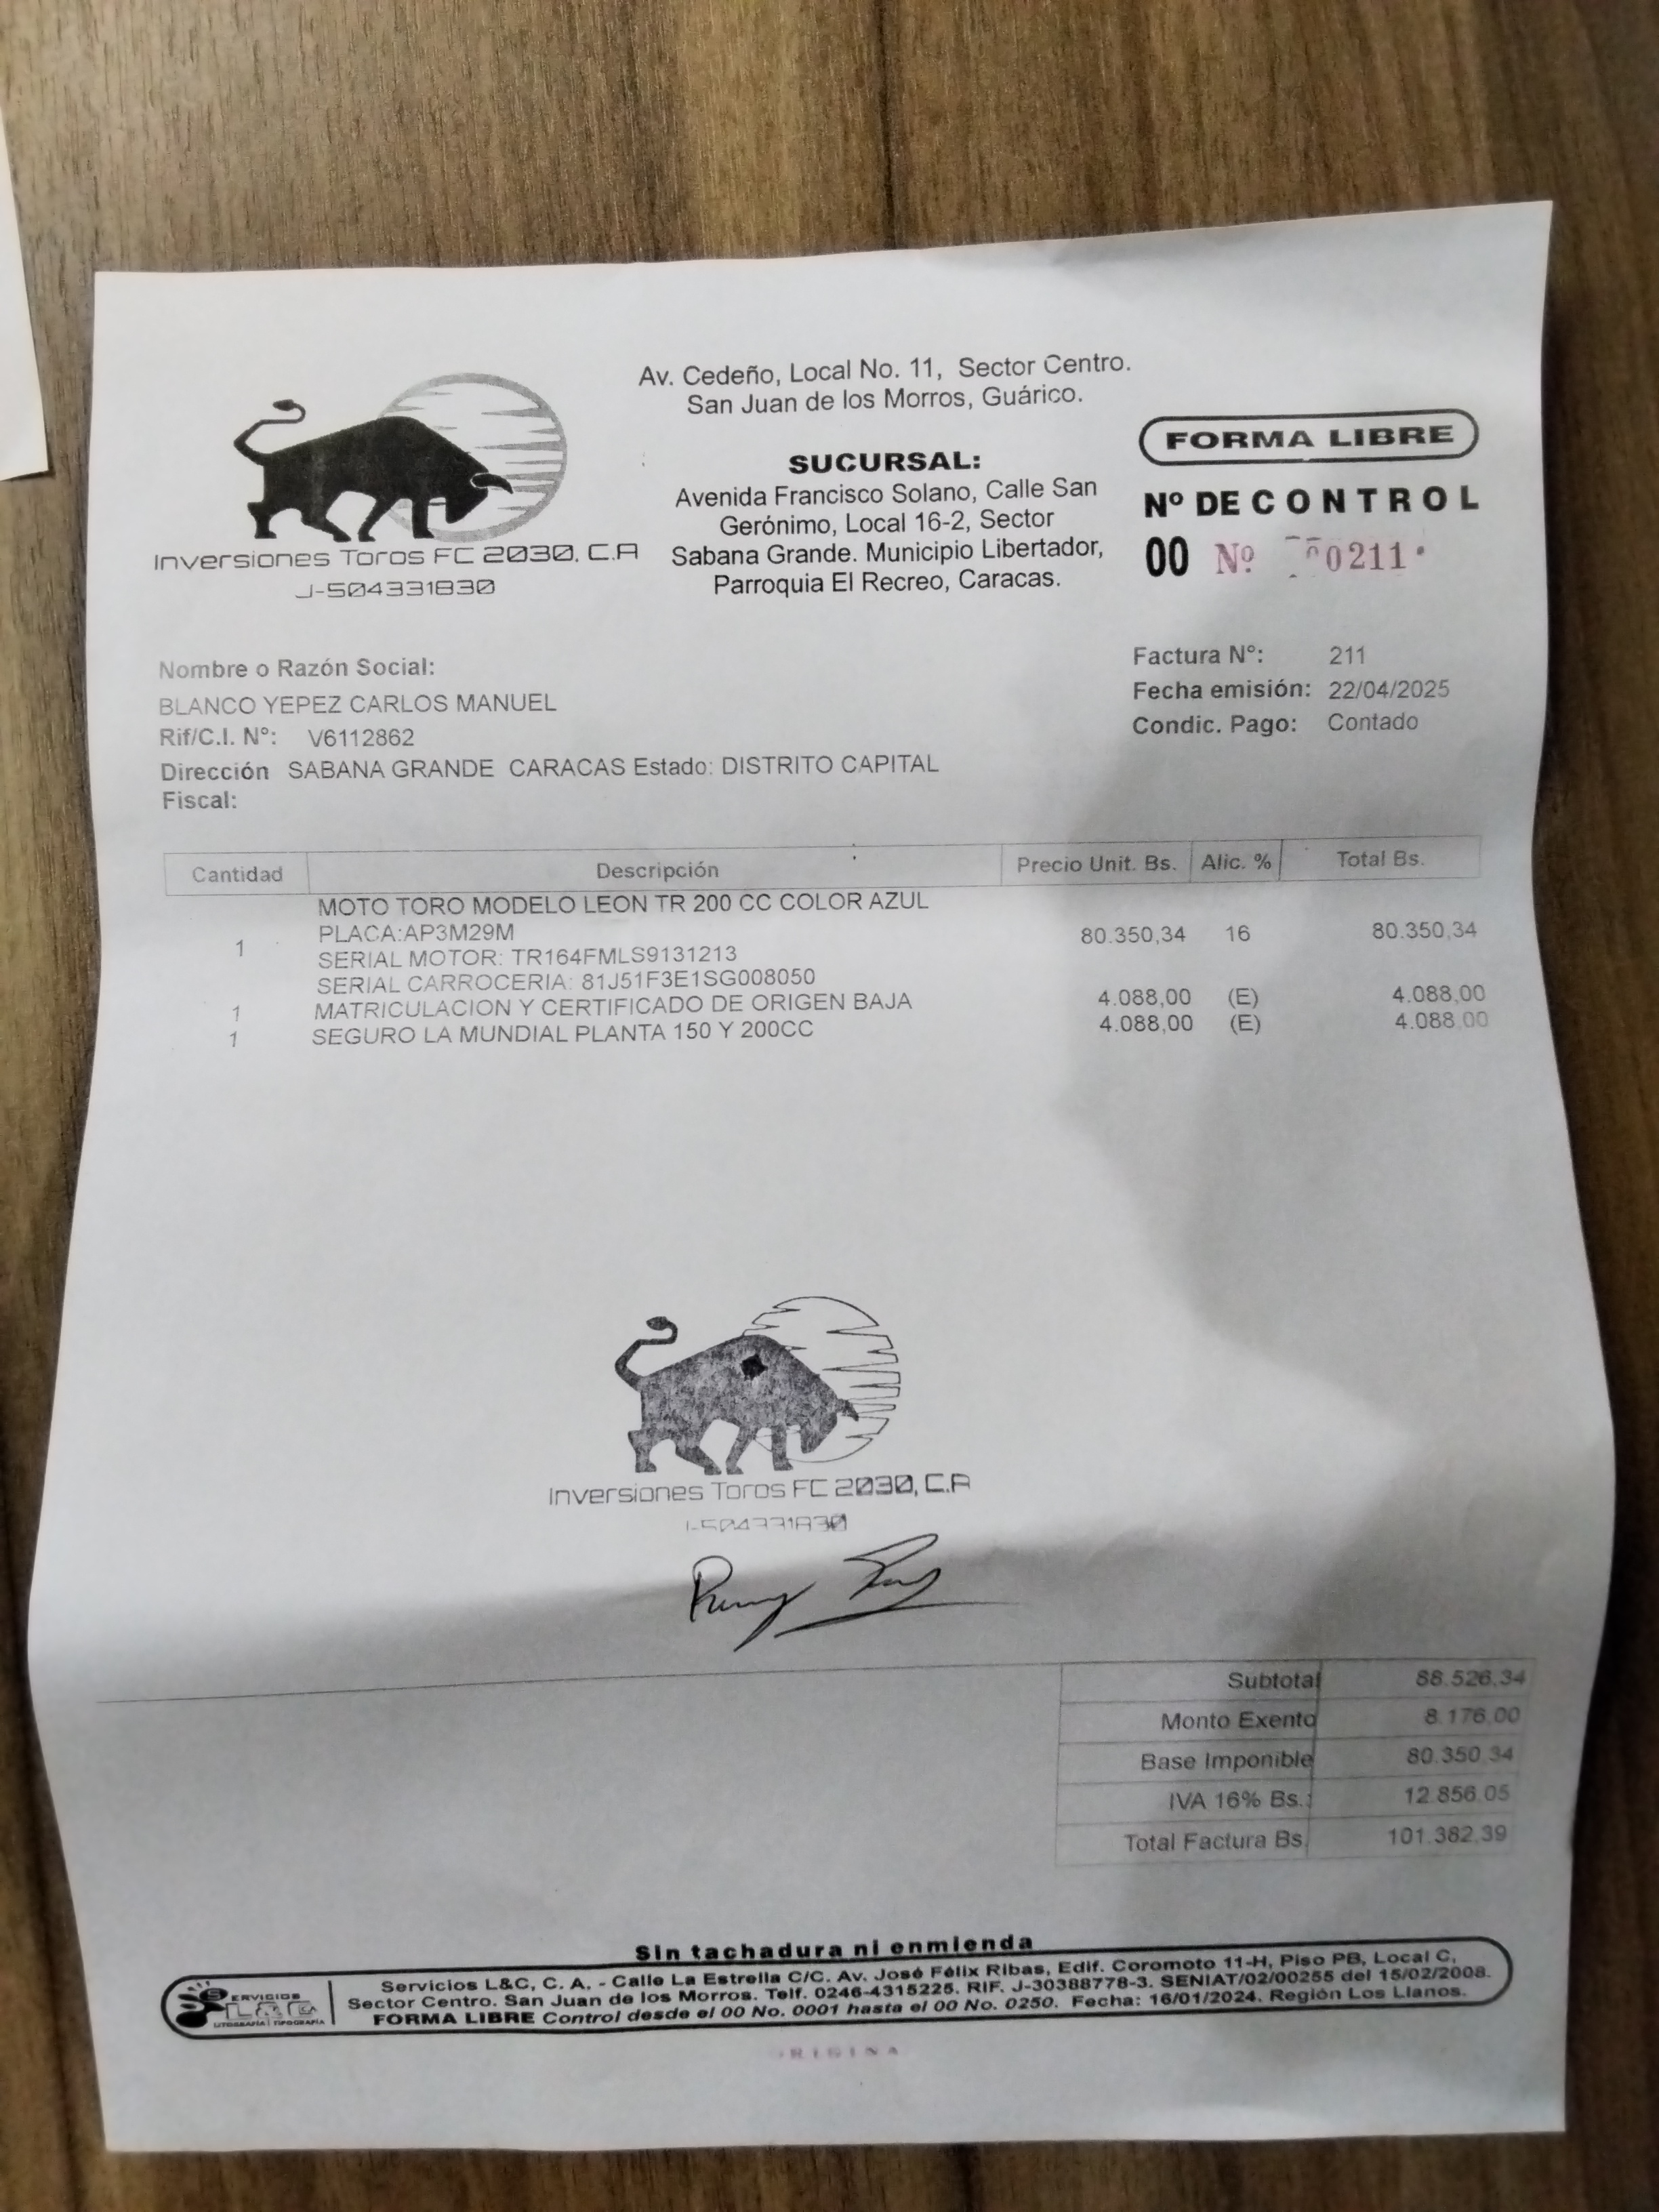 Av. Cedeño, Local No. 11, Sector Centro.
San Juan de los Morros, Guárico.
SUCURSAL:
Avenida Francisco Solano, Calle San
Gerónimo, Local 16-2, Sector
Sabana Grande. Municipio Libertador,
Parroquia El Recreo, Caracas.
Inversiones Toros FC 2030, C.A
J-504331830
FORMA LIBRE
Nº DE CONTROL
00 Nº 0211
Nombre o Razón Social:
BLANCO YEPEZ CARLOS MANUEL
Rif/C.I. N°: V6112862
Dirección SABANA GRANDE CARACAS Estado: DISTRITO CAPITAL
Fiscal:
Factura N°: 211
Fecha emisión: 22/04/2025
Condic. Pago: Contado
Cantidad Descripción Precio Unit. Bs. Alic. % Total Bs.
MOTO TORO MODELO LEON TR 200 CC COLOR AZUL
1 PLACA:AP3M29M 80.350,34 16 80.350,34
SERIAL MOTOR: TR164FMLS9131213
SERIAL CARROCERIA: 81J51F3E1SG008050
1 MATRICULACION Y CERTIFICADO DE ORIGEN BAJA 4.088,00 (E) 4.088,00
1 SEGURO LA MUNDIAL PLANTA 150 Y 200CC 4.088,00 (E) 4.088,00
Inversiones Toros FC 2030, C.A
J-504331830
Subtotal 88.526,34
Monto Exento 8.176,00
Base Imponible 80.350,34
IVA 16% Bs.: 12.856,05
Total Factura Bs. 101.382,39
Sin tachadura ni enmienda
SERVICIOS
L&C CA
LITOGRAFÍA | TIPOGRAFÍA
Servicios L&C, C. A. - Calle La Estrella C/C. Av. José Félix Ribas, Edif. Coromoto 11-H, Piso PB, Local C,
Sector Centro. San Juan de los Morros. Telf. 0246-4315225. RIF. J-30388778-3. SENIAT/02/00255 del 15/02/2008.
FORMA LIBRE Control desde el 00 No. 0001 hasta el 00 No. 0250. Fecha: 16/01/2024. Región Los Llanos.